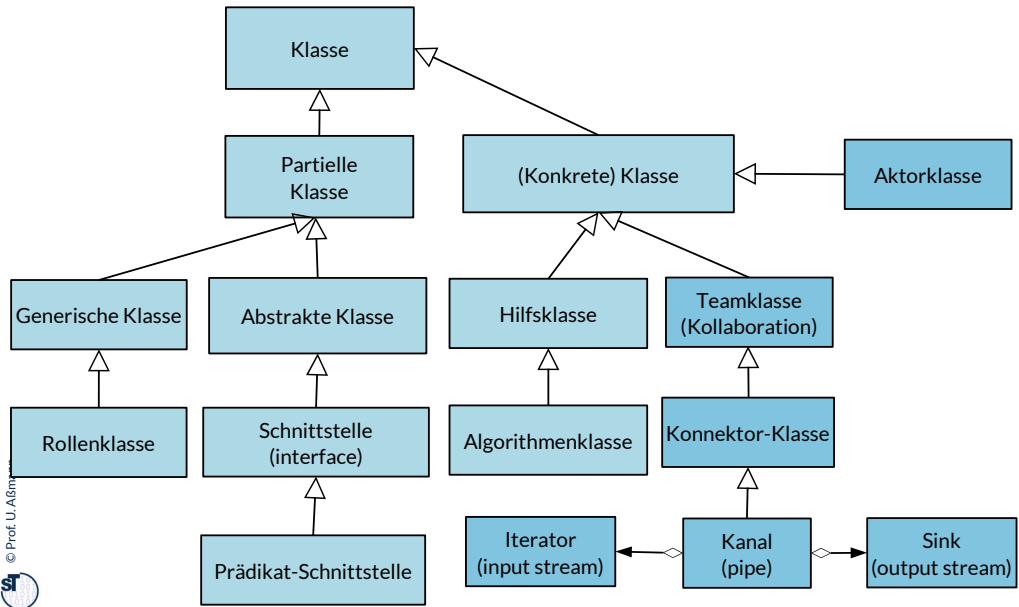 Klasse
Partielle
Klasse
(Konkrete) Klasse
Aktorklasse
Generische Klasse
Abstrakte Klasse
Hilfsklasse
Teamklasse
(Kollaboration)
Rollenklasse
Schnittstelle
(interface)
Algorithmenklasse
Konnektor-Klasse
Prädikat-Schnittstelle
Iterator
(input stream)
Kanal
(pipe)
Sink
(output stream)
© Prof. U. Aßmann
ST